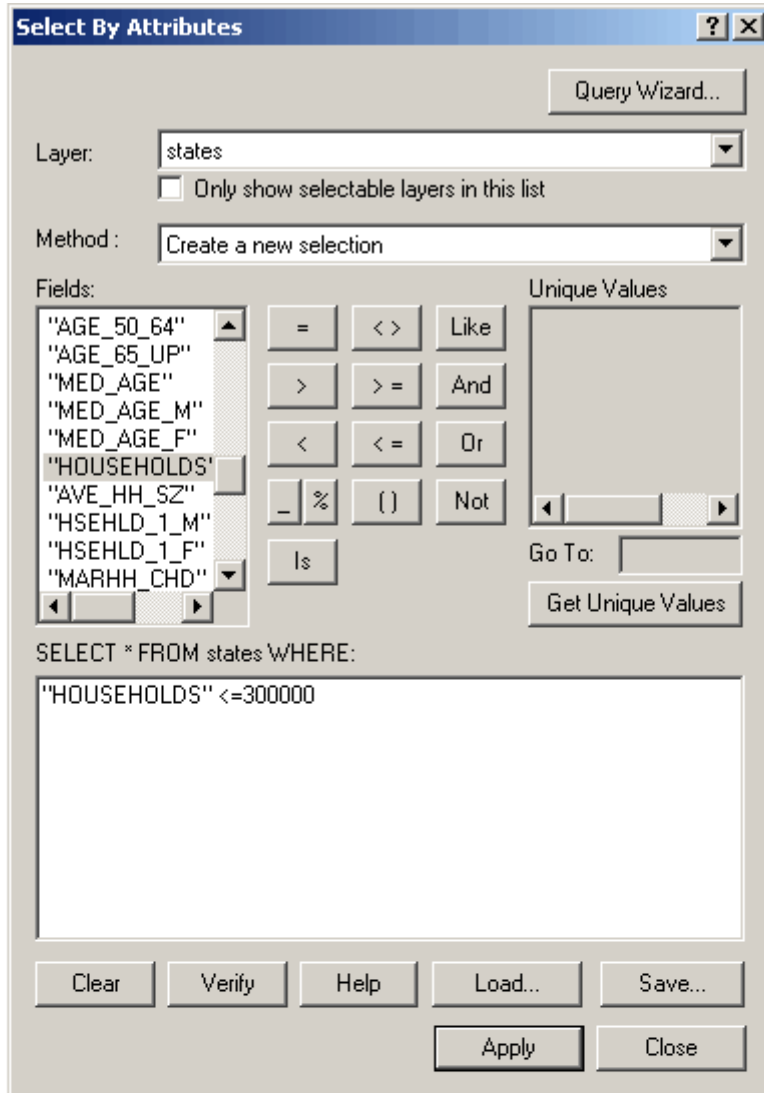 Select By Attributes
Query Wizard...
Layer: states
Only show selectable layers in this list
Method : Create a new selection
Fields:
Unique Values
"AGE_50_64"
"AGE_65_UP"
"MED_AGE"
"MED_AGE_M"
"MED_AGE_F"
"HOUSEHOLDS"
"AVE_HH_SZ"
"HSEHLD_1_M"
"HSEHLD_1_F"
"MARHH_CHD"
= < > Like
> > = And
< < = Or
_ % ( ) Not
Is
Go To:
Get Unique Values
SELECT * FROM states WHERE:
"HOUSEHOLDS" <=300000
Clear Verify Help Load... Save...
Apply Close